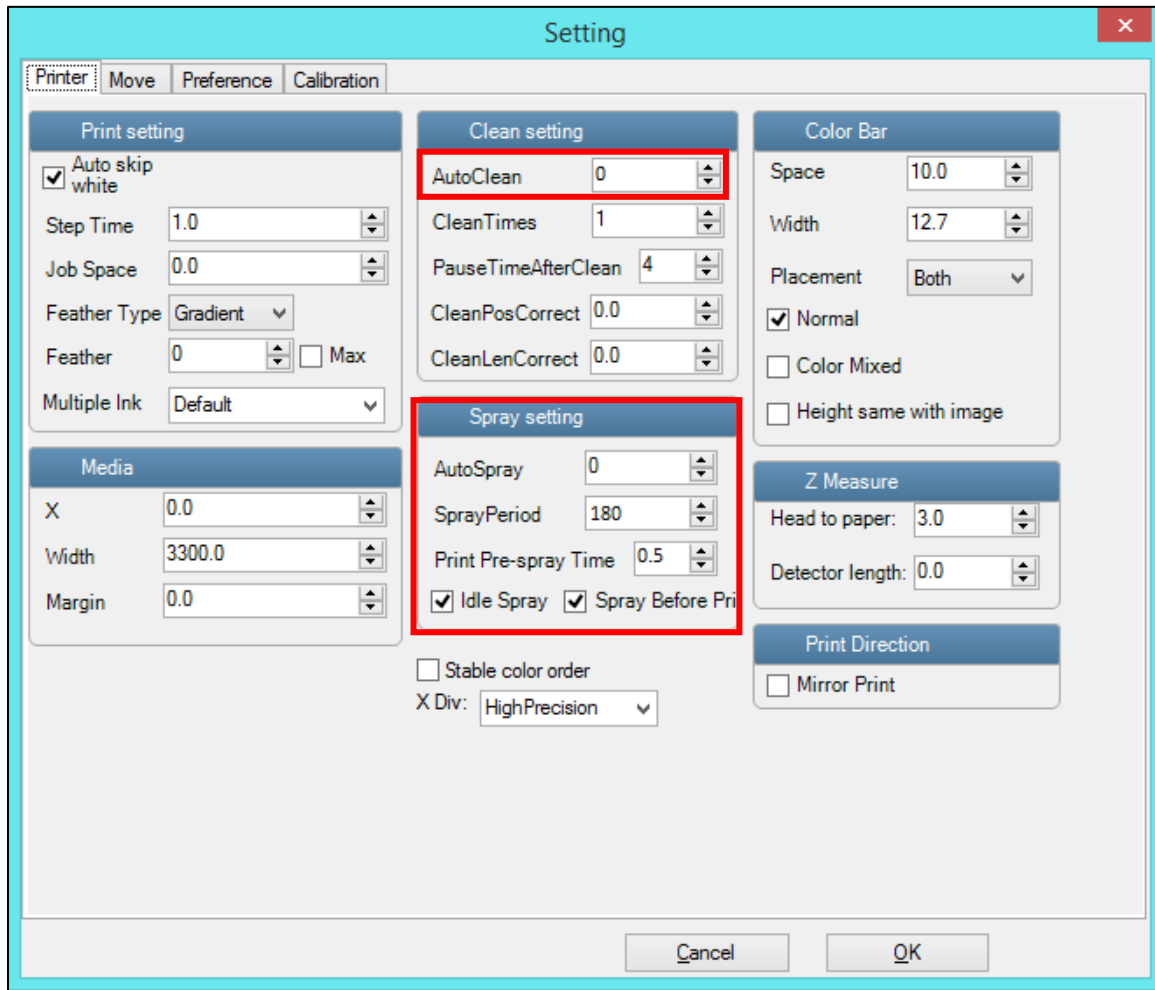 Setting
Printer Move Preference Calibration
Print setting
Auto skip
white
Step Time 1.0
Job Space 0.0
Feather Type Gradient
Feather 0 Max
Multiple Ink Default
Media
X 0.0
Width 3300.0
Margin 0.0
Clean setting
AutoClean 0
CleanTimes 1
PauseTimeAfterClean 4
CleanPosCorrect 0.0
CleanLenCorrect 0.0
Spray setting
AutoSpray 0
SprayPeriod 180
Print Pre-spray Time 0.5
Idle Spray Spray Before Pri
Stable color order
X Div: HighPrecision
Color Bar
Space 10.0
Width 12.7
Placement Both
Normal
Color Mixed
Height same with image
Z Measure
Head to paper: 3.0
Detector length: 0.0
Print Direction
Mirror Print
Cancel OK